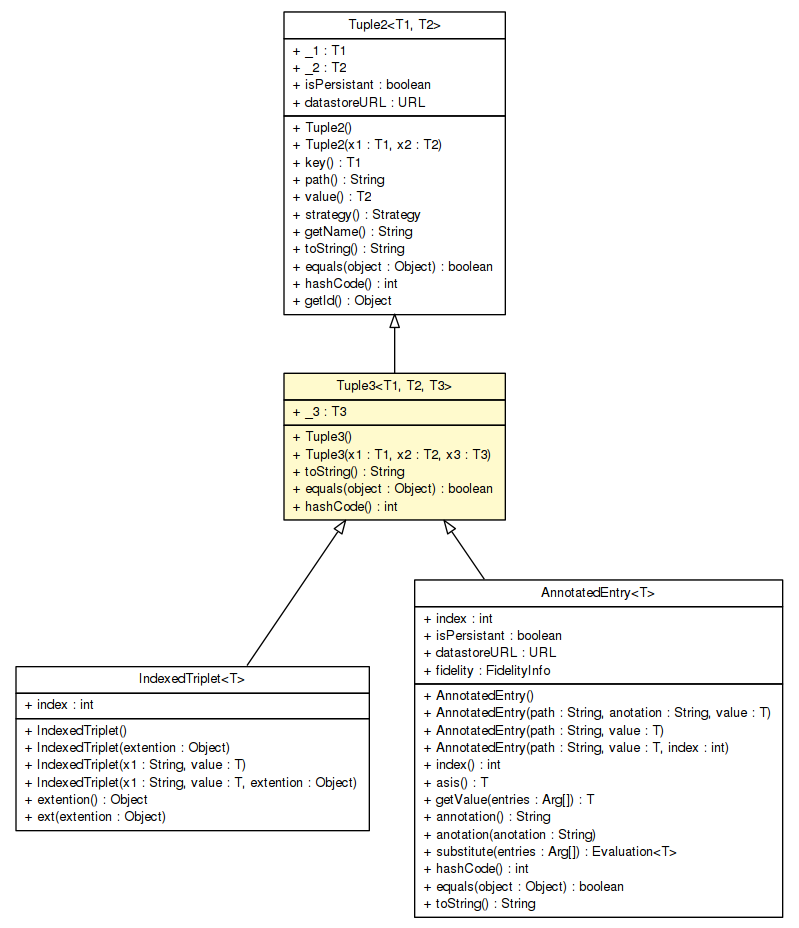 Tuple2<T1, T2>
+ _1 : T1
+ _2 : T2
+ isPersistant : boolean
+ datastoreURL : URL
+ Tuple2()
+ Tuple2(x1 : T1, x2 : T2)
+ key() : T1
+ path() : String
+ value() : T2
+ strategy() : Strategy
+ getName() : String
+ toString() : String
+ equals(object : Object) : boolean
+ hashCode() : int
+ getId() : Object
Tuple3<T1, T2, T3>
+ _3 : T3
+ Tuple3()
+ Tuple3(x1 : T1, x2 : T2, x3 : T3)
+ toString() : String
+ equals(object : Object) : boolean
+ hashCode() : int
IndexedTriplet<T>
+ index : int
+ IndexedTriplet()
+ IndexedTriplet(extention : Object)
+ IndexedTriplet(x1 : String, value : T)
+ IndexedTriplet(x1 : String, value : T, extention : Object)
+ extention() : Object
+ ext(extention : Object)
AnnotatedEntry<T>
+ index : int
+ isPersistant : boolean
+ datastoreURL : URL
+ fidelity : FidelityInfo
+ AnnotatedEntry()
+ AnnotatedEntry(path : String, anotation : String, value : T)
+ AnnotatedEntry(path : String, value : T)
+ AnnotatedEntry(path : String, value : T, index : int)
+ index() : int
+ asis() : T
+ getValue(entries : Arg[]) : T
+ annotation() : String
+ anotation(anotation : String)
+ substitute(entries : Arg[]) : Evaluation<T>
+ hashCode() : int
+ equals(object : Object) : boolean
+ toString() : String